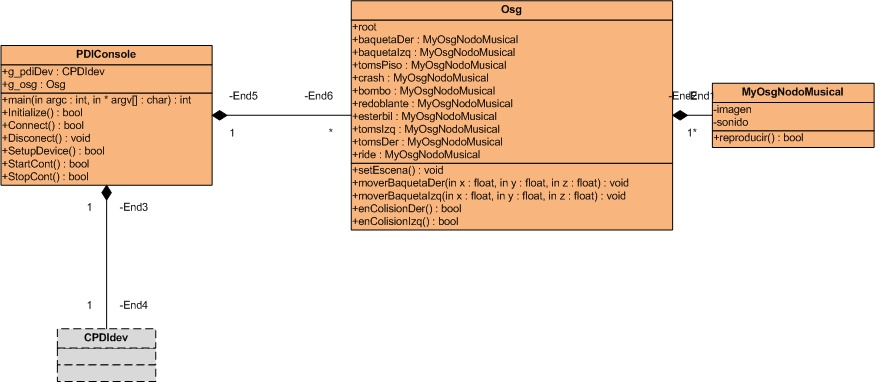 PDIConsole
+g_pdiDev : CPDIdev
+g_osg : Osg
+main(in argc : int, in * argv[] : char) : int
+Initialize() : bool
+Connect() : bool
+Disconect() : void
+SetupDevice() : bool
+StartCont() : bool
+StopCont() : bool
-End5
-End6
1
*
Osg
+root
+baquetaDer : MyOsgNodoMusical
+baquetaIzq : MyOsgNodoMusical
+tomsPiso : MyOsgNodoMusical
+crash : MyOsgNodoMusical
+bombo : MyOsgNodoMusical
+redoblante : MyOsgNodoMusical
+esterbil : MyOsgNodoMusical
+tomsIzq : MyOsgNodoMusical
+tomsDer : MyOsgNodoMusical
+ride : MyOsgNodoMusical
+setEscena() : void
+moverBaquetaDer(in x : float, in y : float, in z : float) : void
+moverBaquetaIzq(in x : float, in y : float, in z : float) : void
+enColisionDer() : bool
+enColisionIzq() : bool
-End2
-End1
1*
MyOsgNodoMusical
-imagen
-sonido
+reproducir() : bool
1
-End3
1
-End4
CPDIdev